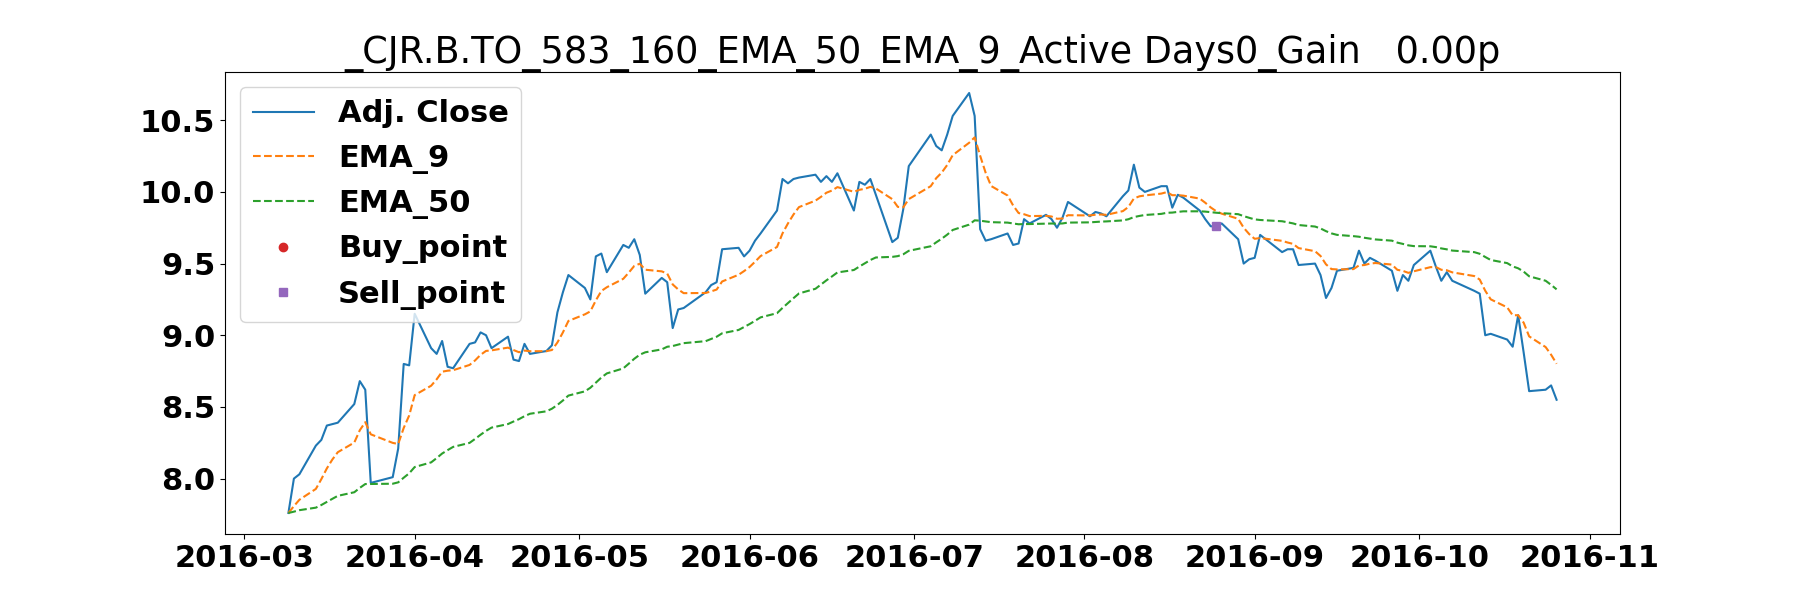 _CJR.B.TO_583_160_EMA_50_EMA_9_Active Days0_Gain   0.00p
Adj. Close
EMA_9
EMA_50
Buy_point
Sell_point
10.5
10.0
9.5
9.0
8.5
8.0
2016-03 2016-04 2016-05 2016-06 2016-07 2016-08 2016-09 2016-10 2016-11